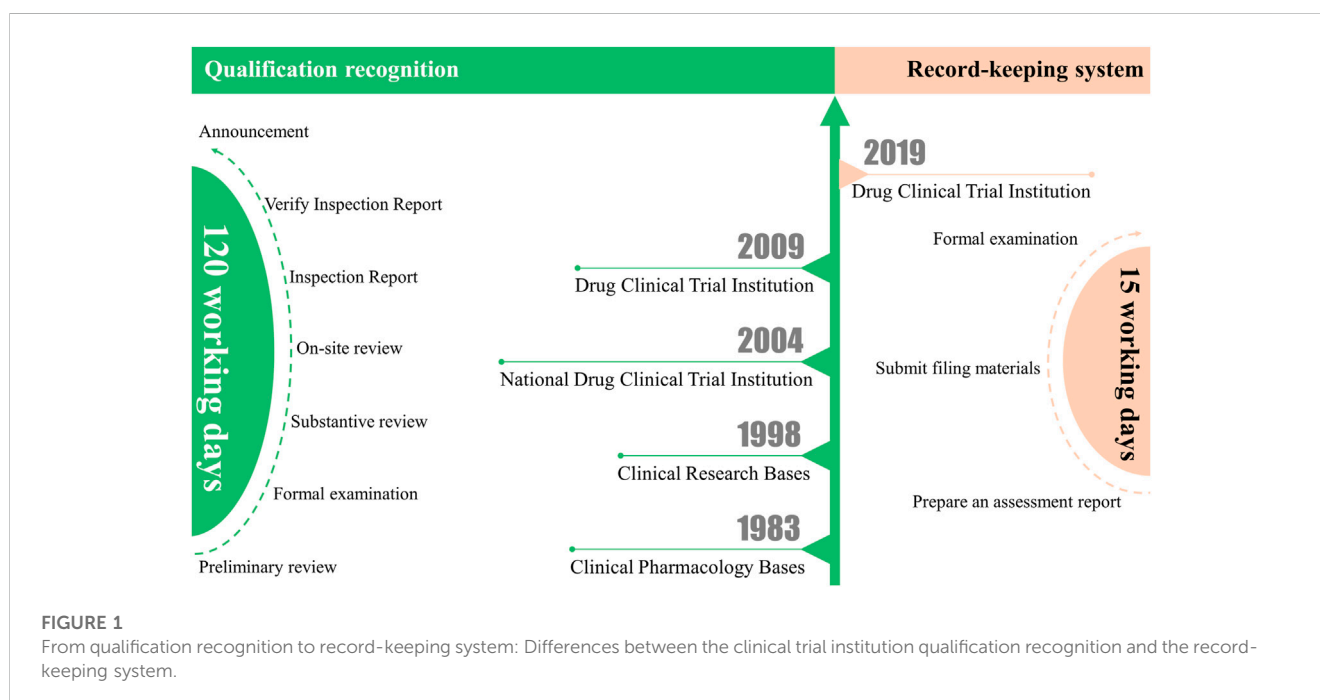 Qualification recognition
Record-keeping system
Announcement
Verify Inspection Report
Inspection Report
On-site review
Substantive review
Formal examination
Preliminary review
120 working days
2019
Drug Clinical Trial Institution
2009
Drug Clinical Trial Institution
2004
National Drug Clinical Trial Institution
1998
Clinical Research Bases
1983
Clinical Pharmacology Bases
Formal examination
Submit filing materials
Prepare an assessment report
15 working days
FIGURE 1
From qualification recognition to record-keeping system: Differences between the clinical trial institution qualification recognition and the record-
keeping system.